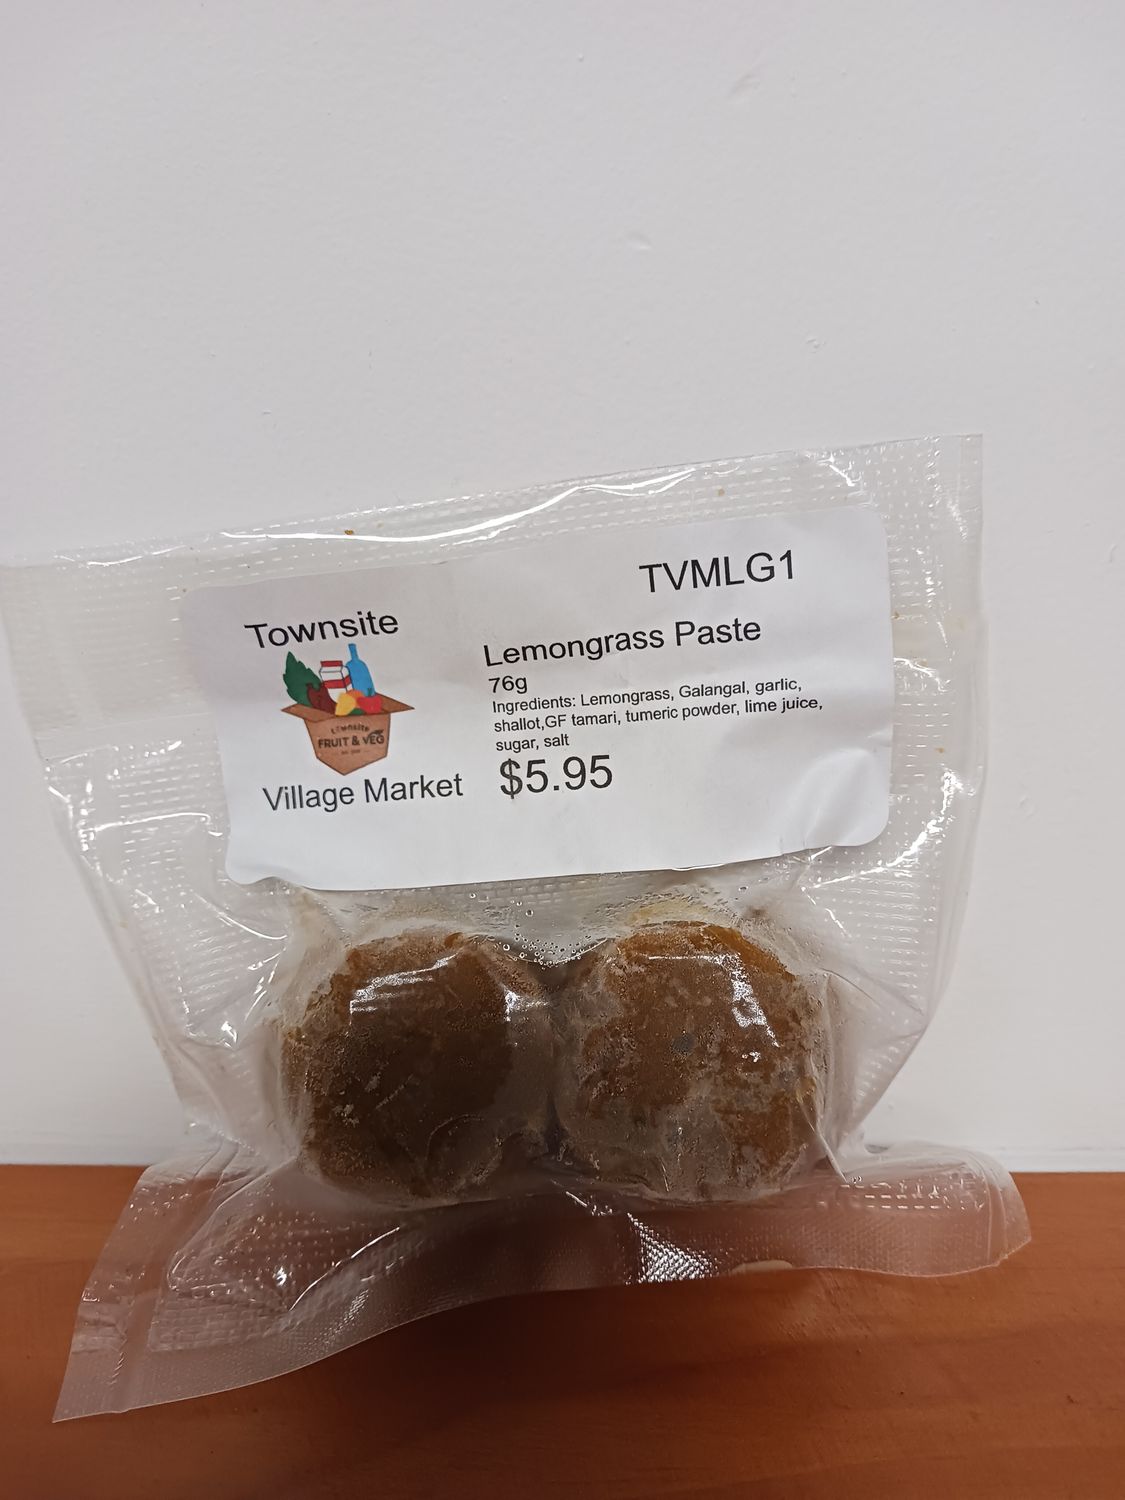 TVMLG1
Townsite
FRUIT & VEG
Village Market
Lemongrass Paste
76g
Ingredients: Lemongrass, Galangal, garlic,
shallot,GF tamari, tumeric powder, lime juice,
sugar, salt
$5.95